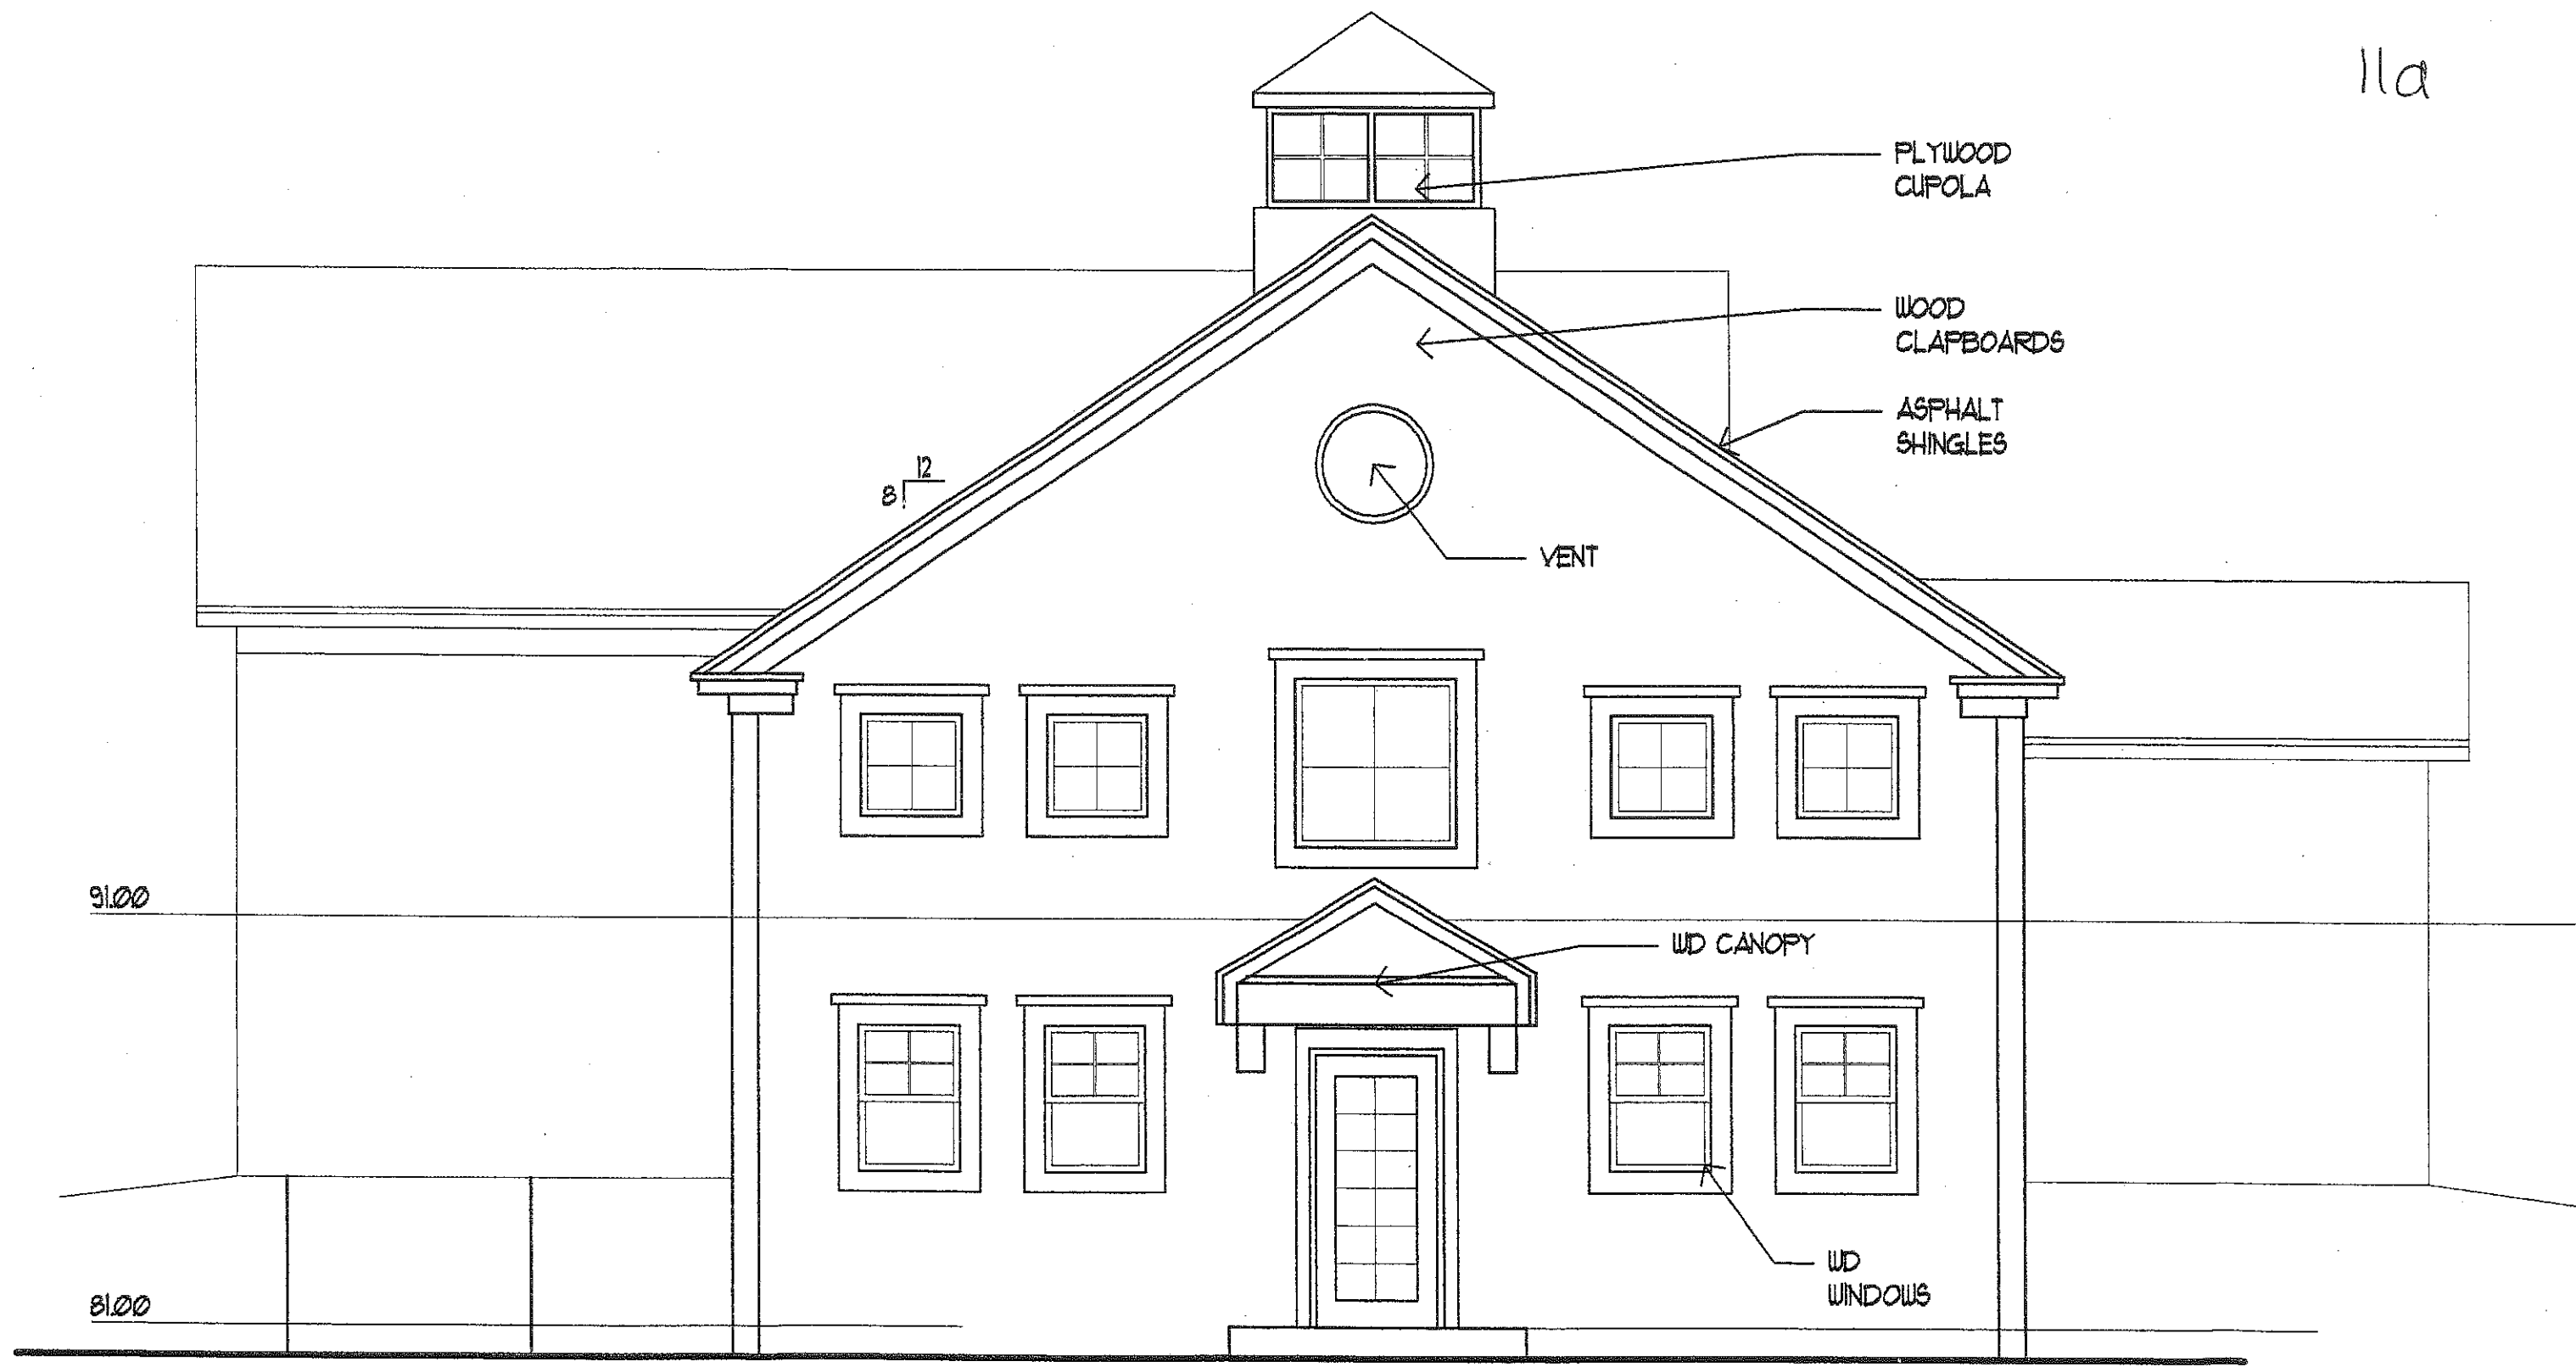 11a
PLYWOOD
CUPOLA
WOOD
CLAPBOARDS
ASPHALT
SHINGLES
12
8
VENT
91.00
WD CANOPY
WD
WINDOWS
81.00